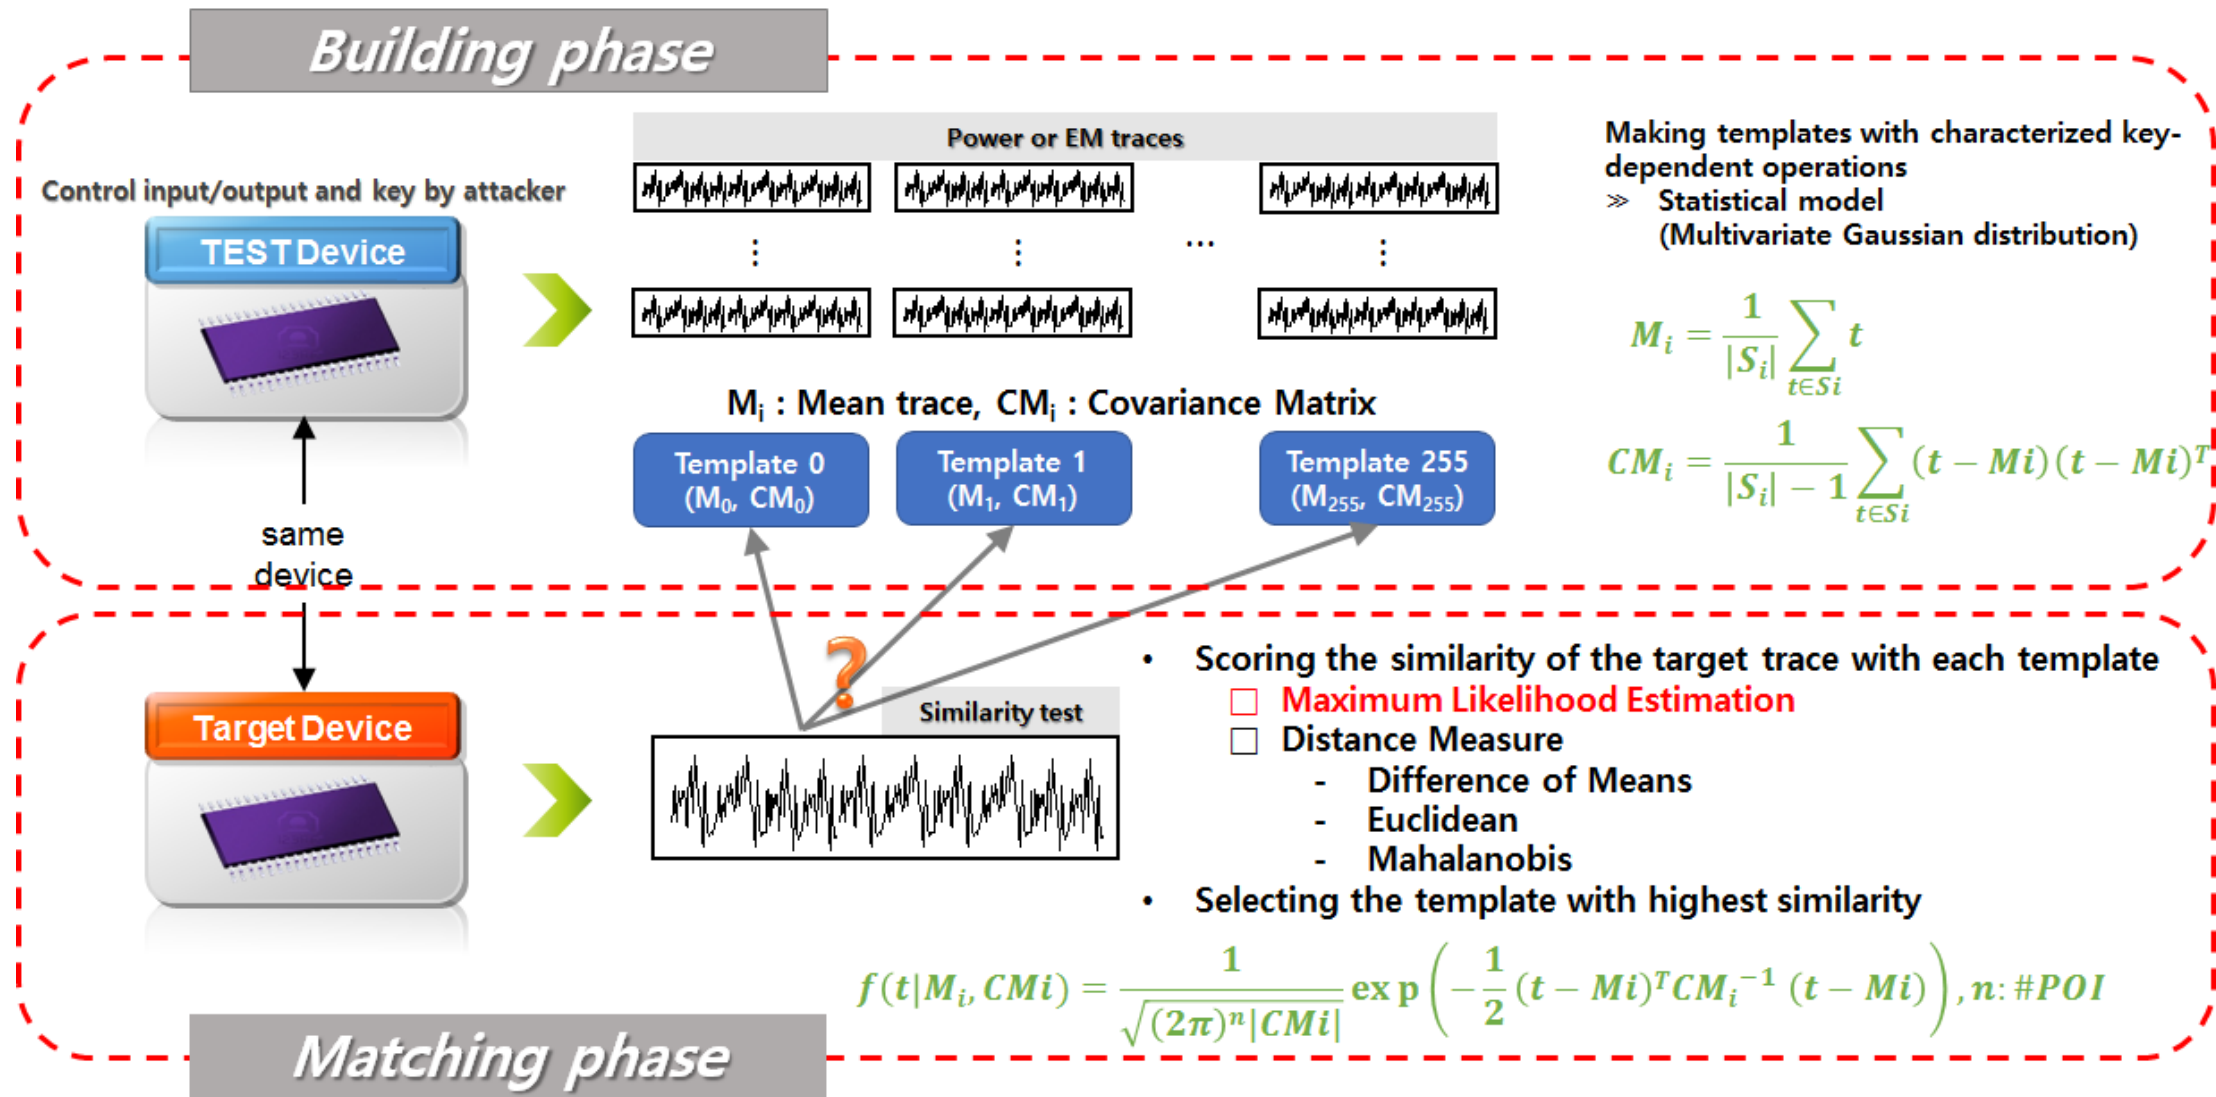 Building phase
Power or EM traces
Control input/output and key by attacker
TEST Device
⋮ ⋮ ⋯ ⋮
Making templates with characterized key-
dependent operations
≫ Statistical model
(Multivariate Gaussian distribution)
M_i = 1/|S_i| ∑_{t∈Si} t
CM_i = 1/(|S_i| − 1) ∑_{t∈Si} (t − Mi)(t − Mi)^T
M_i : Mean trace, CM_i : Covariance Matrix
Template 0
(M_0, CM_0)
Template 1
(M_1, CM_1)
Template 255
(M_255, CM_255)
same
device
Target Device
?
Similarity test
• Scoring the similarity of the target trace with each template
□ Maximum Likelihood Estimation
□ Distance Measure
- Difference of Means
- Euclidean
- Mahalanobis
• Selecting the template with highest similarity
f(t|M_i, CMi) = 1/√((2π)^n|CMi|) exp(−1/2 (t − Mi)^T CM_i^{−1} (t − Mi)), n: #POI
Matching phase